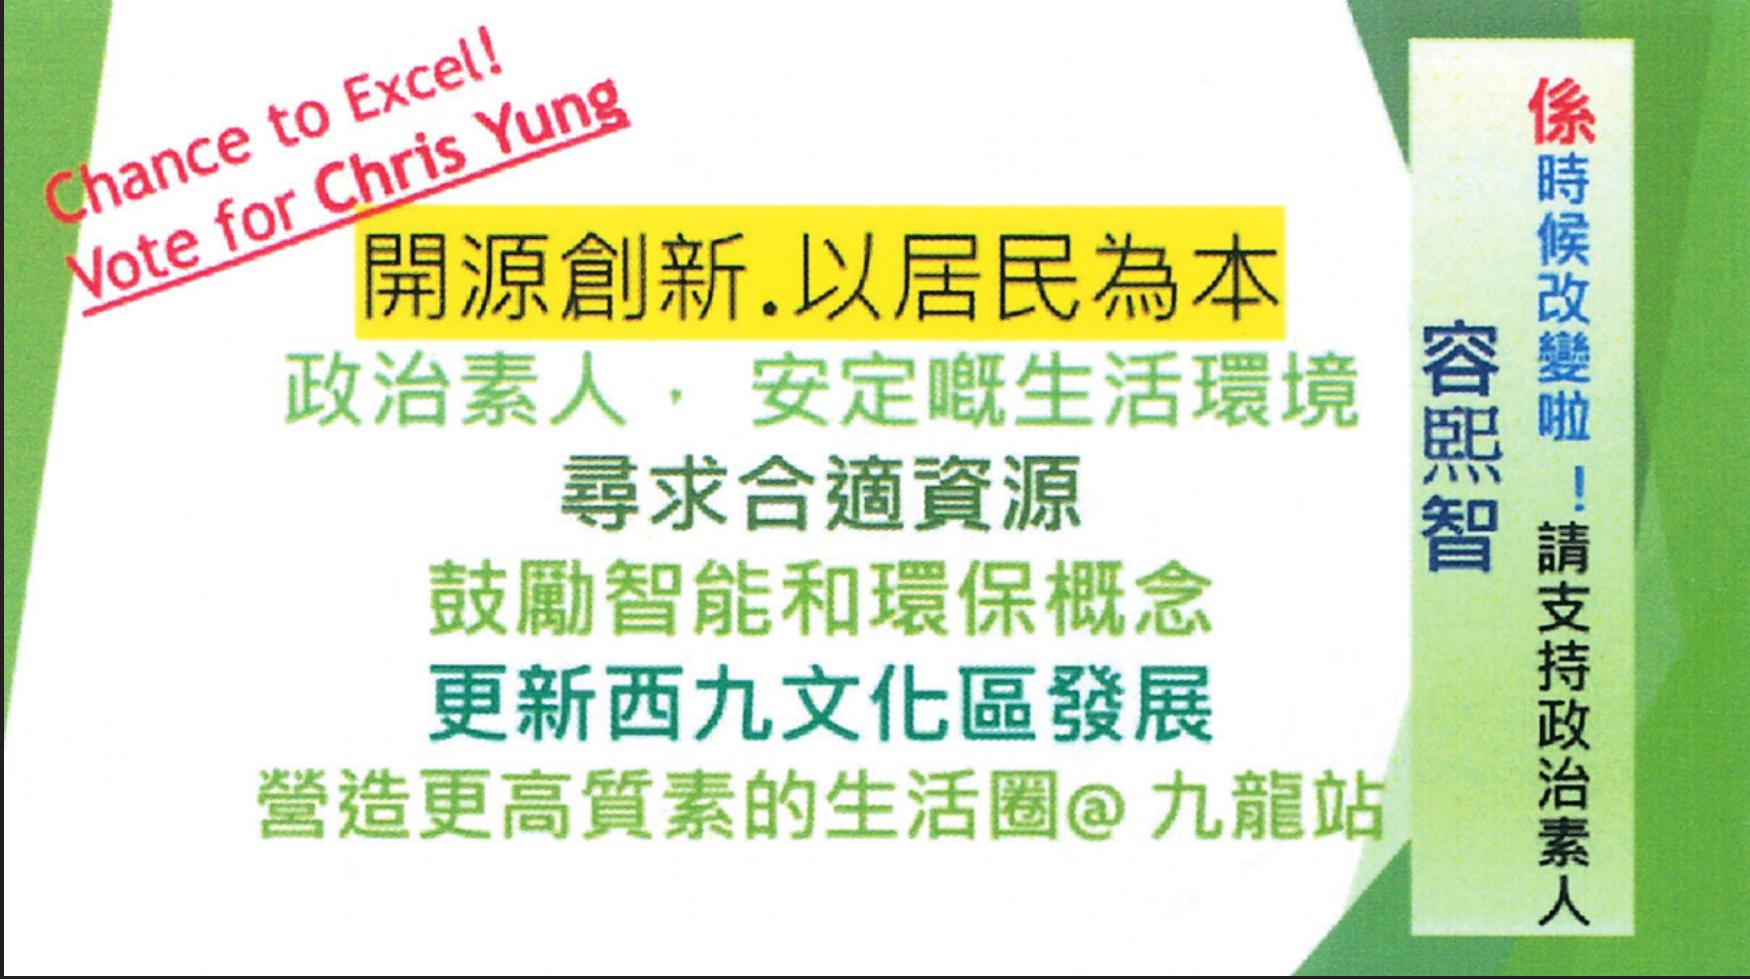 Chance to Excel!
Vote for Chris Yung
開源創新.以居民為本
政治素人， 安定嘅生活環境
尋求合適資源
鼓勵智能和環保概念
更新西九文化區發展
營造更高質素的生活圈@ 九龍站
係時候改變啦！請支持政治素人
容熙智